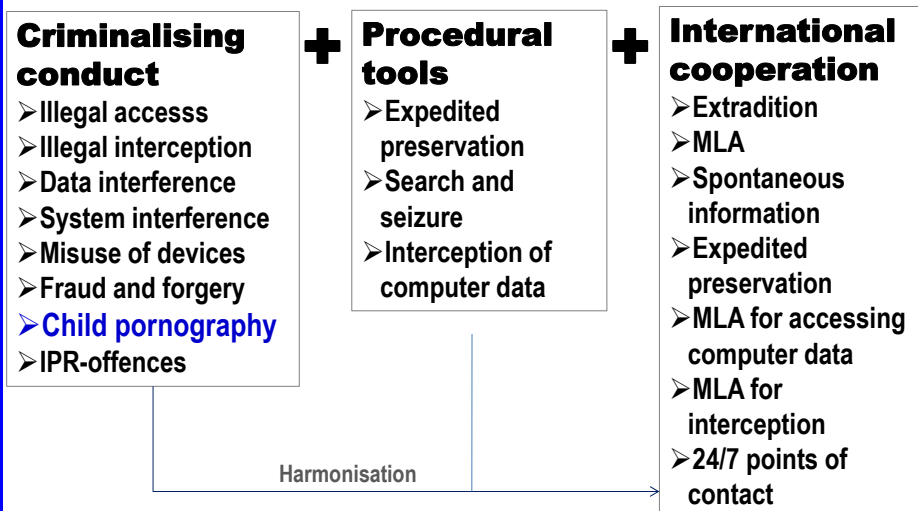 Criminalising
conduct
➢Illegal accesss
➢Illegal interception
➢Data interference
➢System interference
➢Misuse of devices
➢Fraud and forgery
➢Child pornography
➢IPR-offences
+
Procedural
tools
➢Expedited
preservation
➢Search and
seizure
➢Interception of
computer data
+
International
cooperation
➢Extradition
➢MLA
➢Spontaneous
information
➢Expedited
preservation
➢MLA for accessing
computer data
➢MLA for
interception
➢24/7 points of
contact
Harmonisation